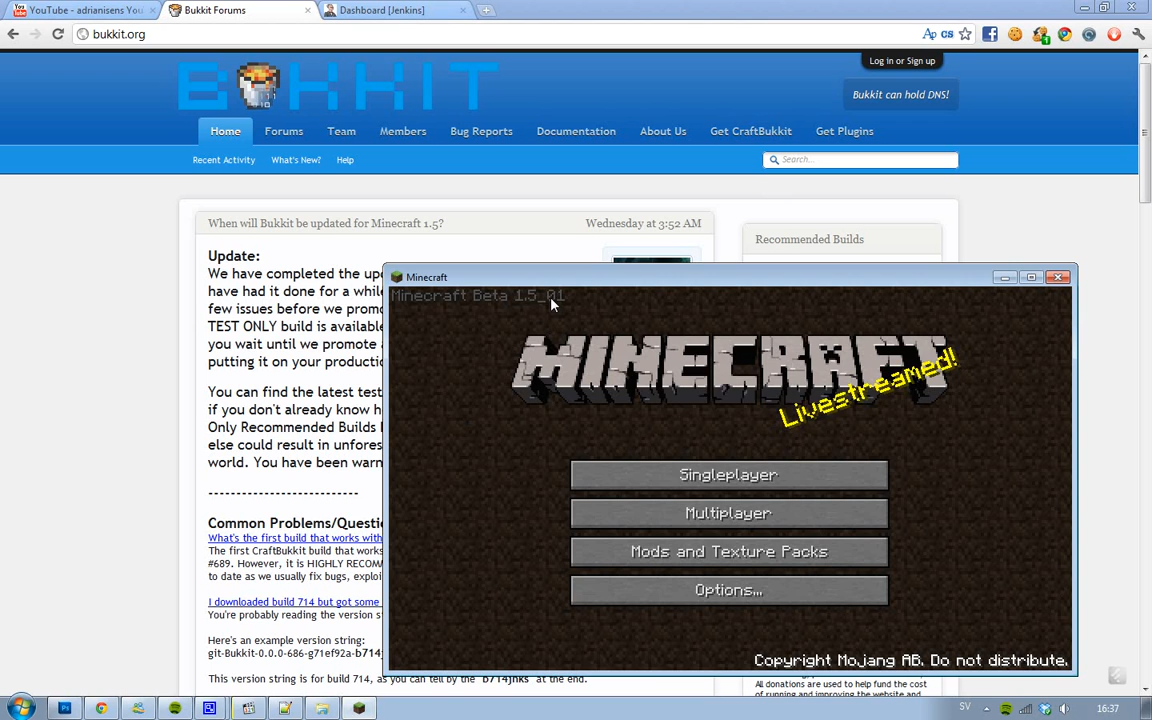 YouTube - adrianisens You
Bukkit Forums
Dashboard [Jenkins]
bukkit.org
Log in or Sign up
BUKKIT
Bukkit can hold DNS!
Home Forums Team Members Bug Reports Documentation About Us Get CraftBukkit Get Plugins
Recent Activity What's New? Help
Search...
When will Bukkit be updated for Minecraft 1.5? Wednesday at 3:52 AM
Recommended Builds
Update:
We have completed the upd
have had it done for a while
few issues before we promo
TEST ONLY build is available
you wait until we promote a
putting it on your productio
You can find the latest test
if you don't already know h
Only Recommended Builds
else could result in unfores
world. You have been warn
----------------------------
Common Problems/Questio
What's the first build that works with
The first CraftBukkit build that works
#689. However, it is HIGHLY RECOM
to date as we usually fix bugs, exploi
I downloaded build 714 but got some
You're probably reading the version s
Here's an example version string:
git-Bukkit-0.0.0-686-g71ef92a-b714j
This version string is for build 714, as you can tell by the "b714jnks" at the end.
Minecraft
Minecraft Beta 1.5_01
MINECRAFT
Livestreamed!
Singleplayer
Multiplayer
Mods and Texture Packs
Options...
Copyright Mojang AB. Do not distribute.
All donations are used to help fund the cost
of running and improving the website and
SV
16:37